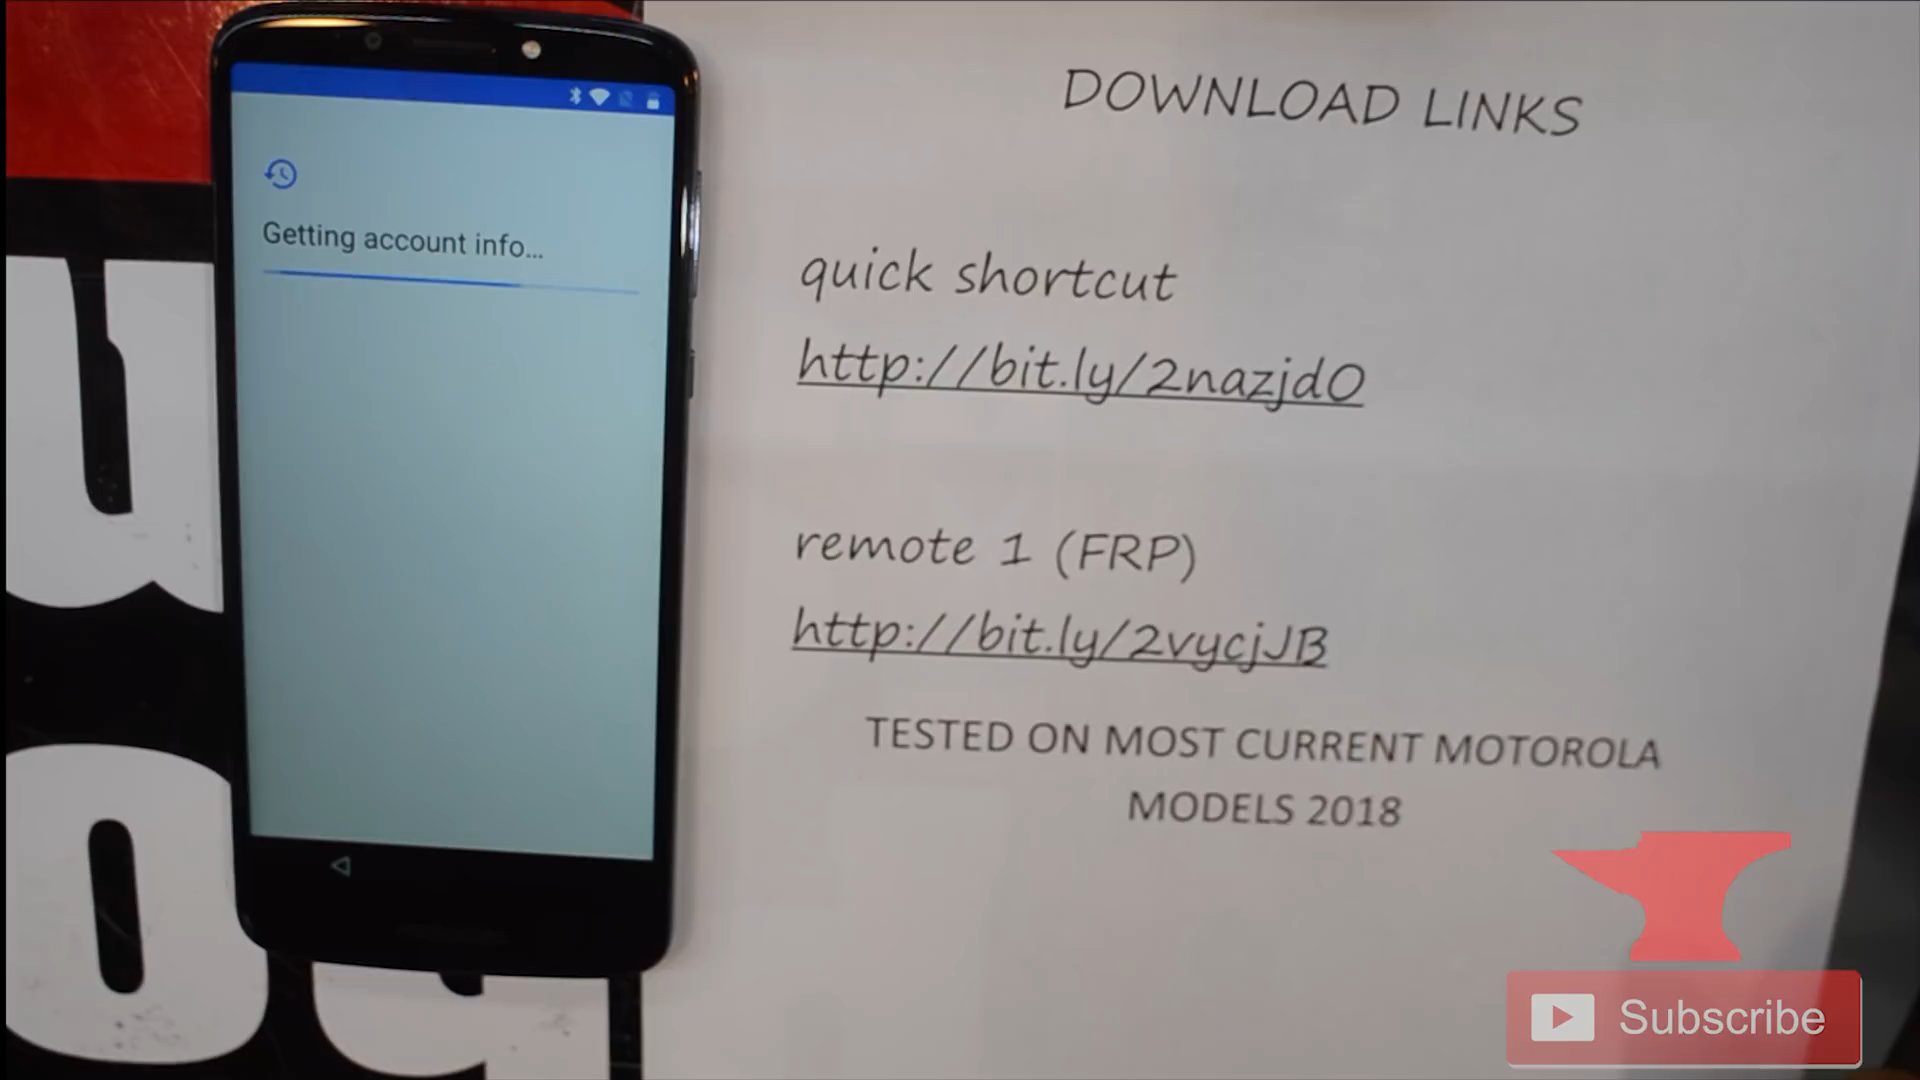 Getting account info...
DOWNLOAD LINKS
quick shortcut
http://bit.ly/2nazjdO
remote 1 (FRP)
http://bit.ly/2vycjJB
TESTED ON MOST CURRENT MOTOROLA
MODELS 2018
Subscribe